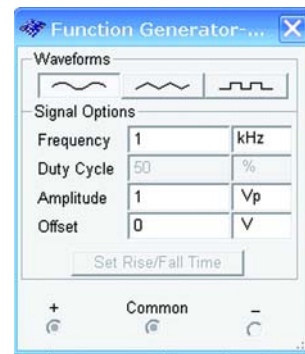 Function Generator-...
Waveforms
Signal Options
Frequency 1 kHz
Duty Cycle 50 %
Amplitude 1 Vp
Offset 0 V
Set Rise/Fall Time
+ Common –